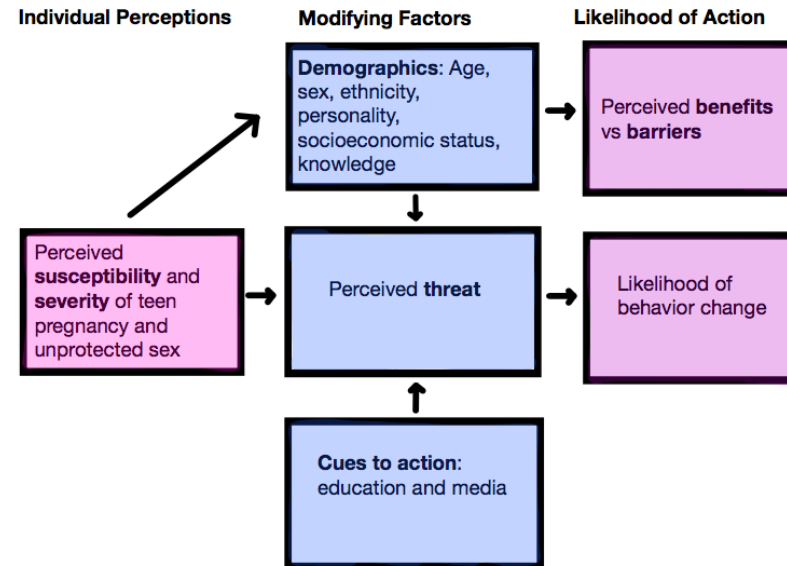 Individual Perceptions
Modifying Factors
Likelihood of Action
Demographics: Age,
sex, ethnicity,
personality,
socioeconomic status,
knowledge
Perceived benefits
vs barriers
Perceived
susceptibility and
severity of teen
pregnancy and
unprotected sex
Perceived threat
Likelihood of
behavior change
Cues to action:
education and media